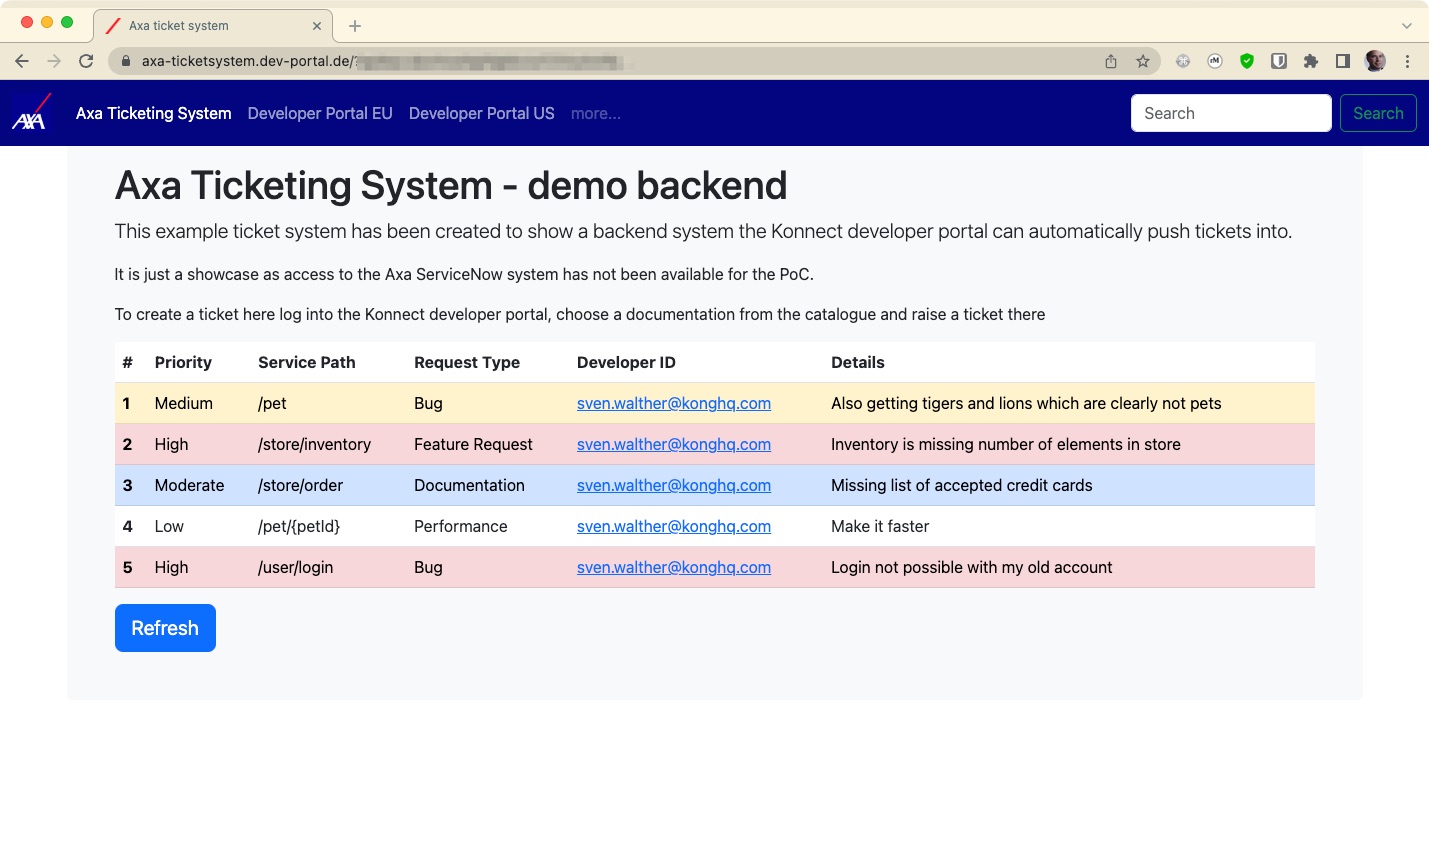 Axa ticket system
axa-ticketsystem.dev-portal.de/?
AXA Axa Ticketing System Developer Portal EU Developer Portal US more... Search Search
Axa Ticketing System - demo backend
This example ticket system has been created to show a backend system the Konnect developer portal can automatically push tickets into.
It is just a showcase as access to the Axa ServiceNow system has not been available for the PoC.
To create a ticket here log into the Konnect developer portal, choose a documentation from the catalogue and raise a ticket there
# Priority Service Path Request Type Developer ID Details
1 Medium /pet Bug sven.walther@konghq.com Also getting tigers and lions which are clearly not pets
2 High /store/inventory Feature Request sven.walther@konghq.com Inventory is missing number of elements in store
3 Moderate /store/order Documentation sven.walther@konghq.com Missing list of accepted credit cards
4 Low /pet/{petId} Performance sven.walther@konghq.com Make it faster
5 High /user/login Bug sven.walther@konghq.com Login not possible with my old account
Refresh